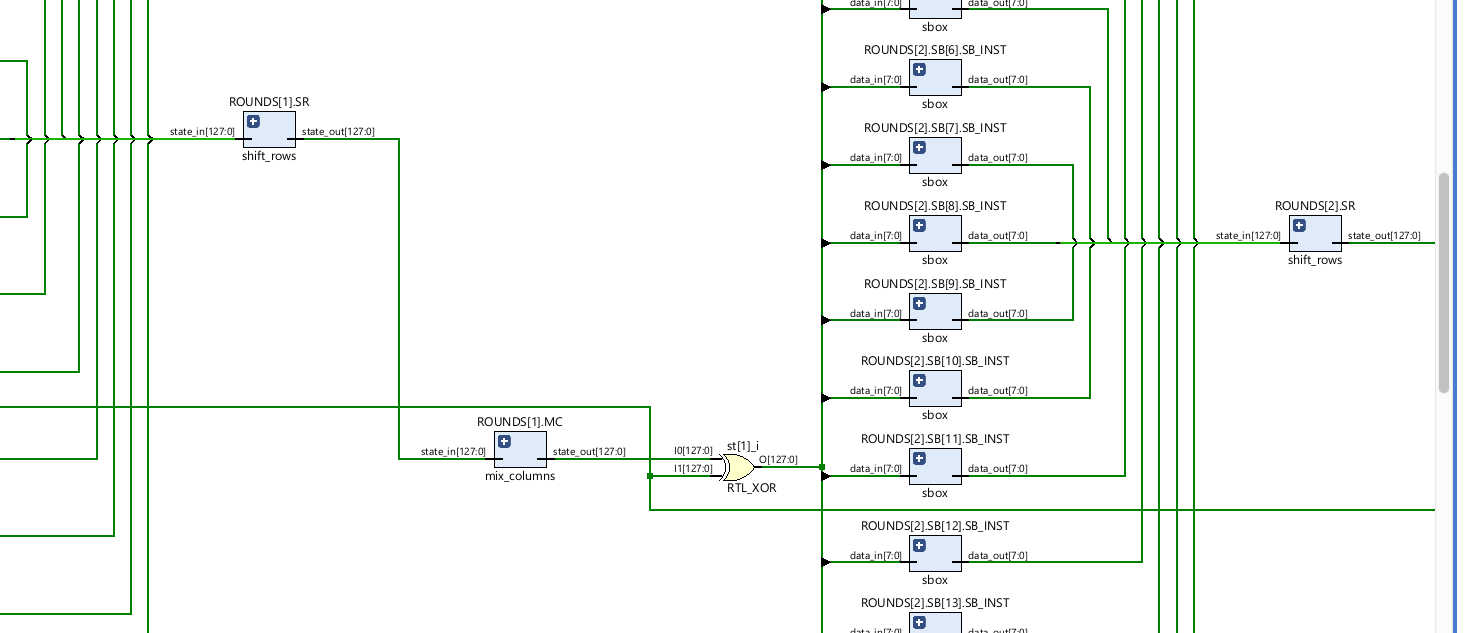 data_in[7:0]
data_out[7:0]
sbox
ROUNDS[2].SB[6].SB_INST
data_in[7:0]
data_out[7:0]
sbox
ROUNDS[1].SR
state_in[127:0]
state_out[127:0]
shift_rows
ROUNDS[2].SB[7].SB_INST
data_in[7:0]
data_out[7:0]
sbox
ROUNDS[2].SB[8].SB_INST
data_in[7:0]
data_out[7:0]
sbox
ROUNDS[2].SR
state_in[127:0]
state_out[127:0]
shift_rows
ROUNDS[2].SB[9].SB_INST
data_in[7:0]
data_out[7:0]
sbox
ROUNDS[2].SB[10].SB_INST
data_in[7:0]
data_out[7:0]
sbox
ROUNDS[1].MC
state_in[127:0]
state_out[127:0]
mix_columns
st[1]_i
I0[127:0]
I1[127:0]
O[127:0]
RTL_XOR
ROUNDS[2].SB[11].SB_INST
data_in[7:0]
data_out[7:0]
sbox
ROUNDS[2].SB[12].SB_INST
data_in[7:0]
data_out[7:0]
sbox
ROUNDS[2].SB[13].SB_INST
data_in[7:0]
data_out[7:0]